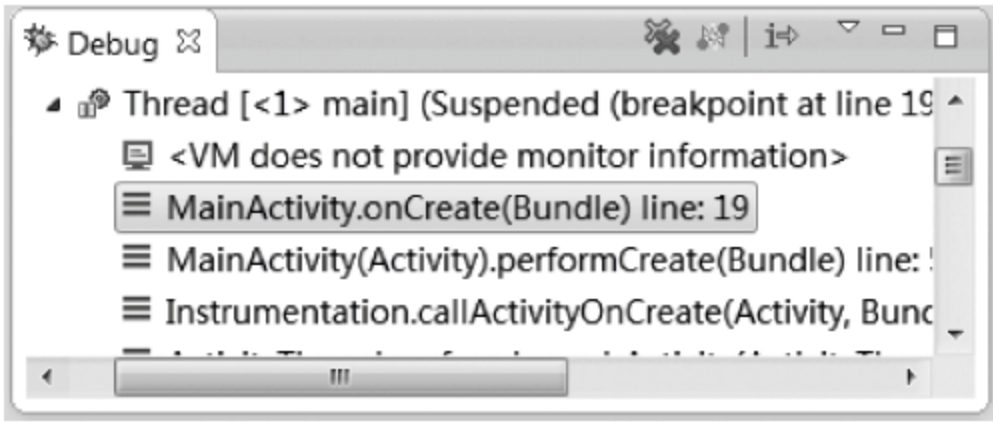 Debug
Thread [<1> main] (Suspended (breakpoint at line 19
<VM does not provide monitor information>
MainActivity.onCreate(Bundle) line: 19
MainActivity(Activity).performCreate(Bundle) line:
Instrumentation.callActivityOnCreate(Activity, Bund